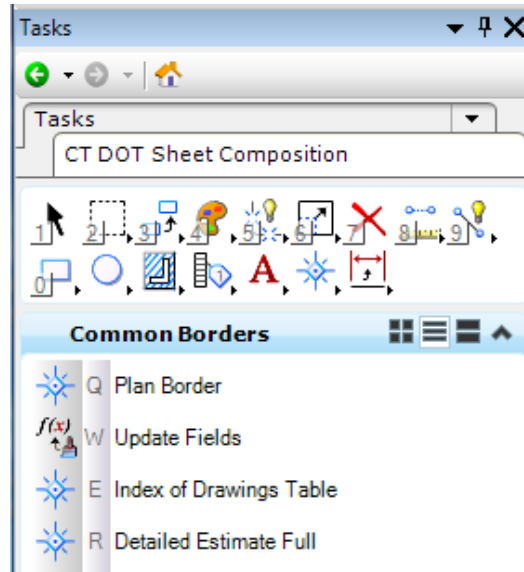 Tasks
Tasks
CT DOT Sheet Composition
1 2 3 4 5 6 7 8 9
0 1 A
Common Borders
Q Plan Border
f(x) W Update Fields
E Index of Drawings Table
R Detailed Estimate Full